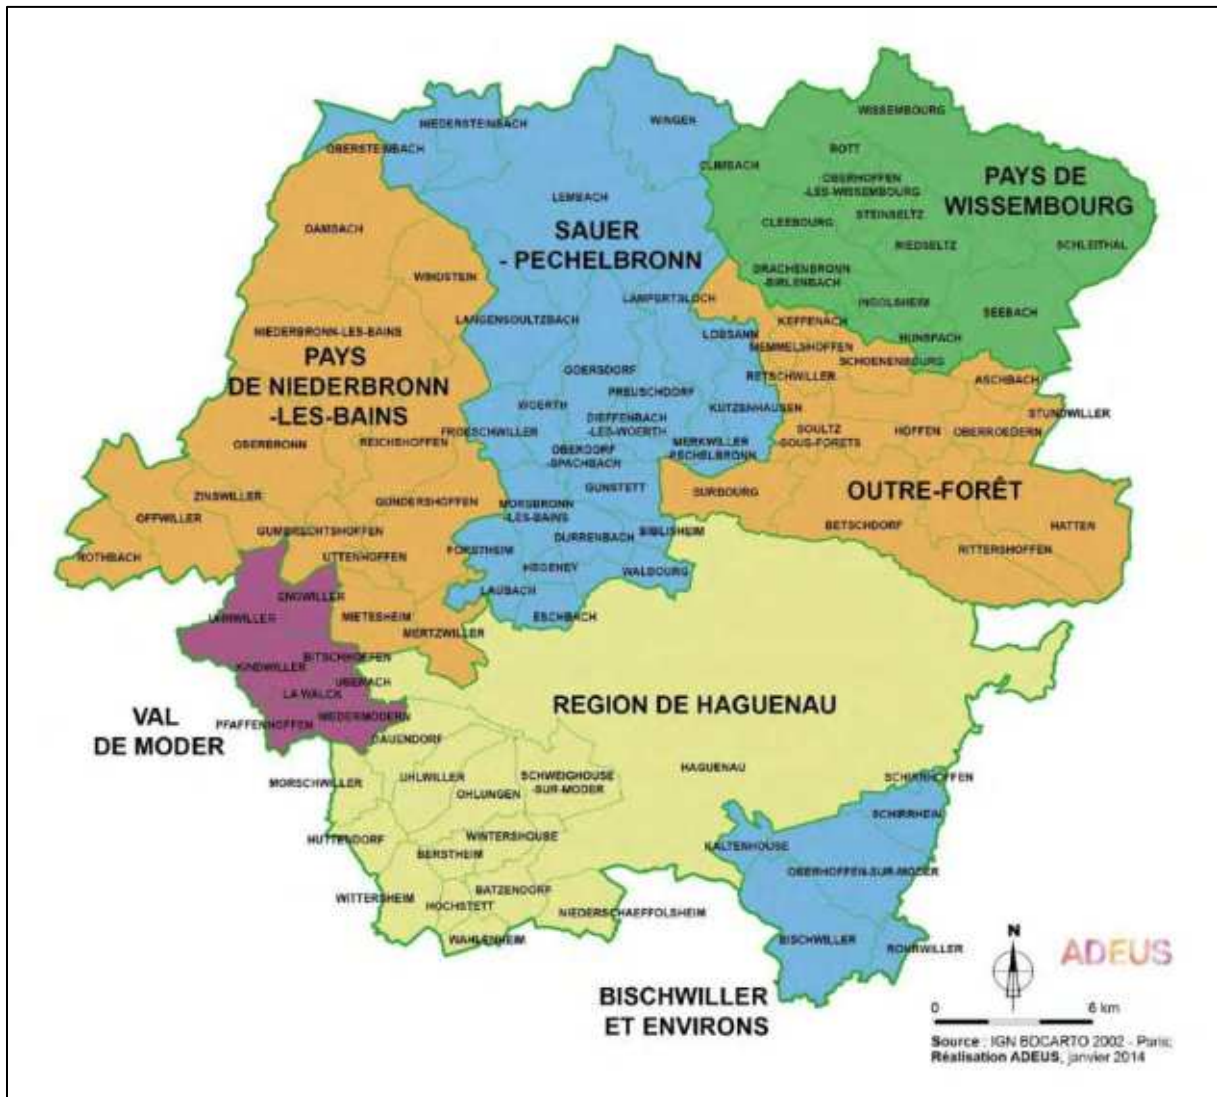 WISSEMBOURG
NIEDERSTEINBACH
WINGEN
OBERSTEINBACH
CLIMBACH
ROTT
OBERHOFFEN
-LES-WISSEMBOURG
PAYS DE
WISSEMBOURG
LEMBACH
CLEEBOURG
STEINSELTZ
DAMBACH
SAUER
- PECHELBRONN
RIEDSELTZ
SCHLEITHAL
WINDSTEIN
DRACHENBRONN
-BIRLENBACH
LAMPERTSLOCH
INGOLSHEIM
SEEBACH
LANGENSOULTZBACH
KEFFENACH
NIEDERBRONN-LES-BAINS
LOBSANN
HUNSPACH
MEMMELSHOFFEN
SCHOENENBOURG
PAYS
DE NIEDERBRONN
-LES-BAINS
GOERSDORF
RETSCHWILLER
ASCHBACH
PREUSCHDORF
WOERTH
KUTZENHAUSEN
STUNDWILLER
DIEFFENBACH
-LES-WOERTH
FROESCHWILLER
SOULTZ
-SOUS-FORETS
HOFFEN
OBERROEDERN
OBERBRONN
REICHSHOFFEN
MERKWILLER
-PECHELBRONN
OBERDORF
-SPACHBACH
GUNSTETT
SURBOURG
OUTRE-FORÊT
ZINSWILLER
GUNDERSHOFFEN
MORSBRONN
-LES-BAINS
OFFWILLER
BETSCHDORF
HATTEN
GUMBRECHTSHOFFEN
DURRENBACH
BIBLISHEIM
ROTHBACH
UTTENHOFFEN
FORSTHEIM
RITTERSHOFFEN
HEGENEY
WALBOURG
LAUBACH
ENGWILLER
UHRWILLER
MIETESHEIM
ESCHBACH
MERTZWILLER
BITSCHHOFFEN
KINDWILLER
UBERACH
LA-WALCK
REGION DE HAGUENAU
VAL
DE MODER
PFAFFENHOFFEN
NIEDERMODERN
DAUENDORF
HAGUENAU
MORSCHWILLER
UHLWILLER
SCHWEIGHOUSE
-SUR-MODER
SCHIRRHOFFEN
OHLUNGEN
SCHIRRHEIN
HUTTENDORF
WINTERSHOUSE
KALTENHOUSE
BERSTHEIM
OBERHOFFEN-SUR-MODER
WITTERSHEIM
BATZENDORF
HOCHSTETT
NIEDERSCHAEFFOLSHEIM
WAHLENHEIM
BISCHWILLER
ROHRWILLER
BISCHWILLER
ET ENVIRONS
N
ADEUS
0 6 km
Source : IGN BDCARTO 2002 - Paris;
Réalisation ADEUS, janvier 2014